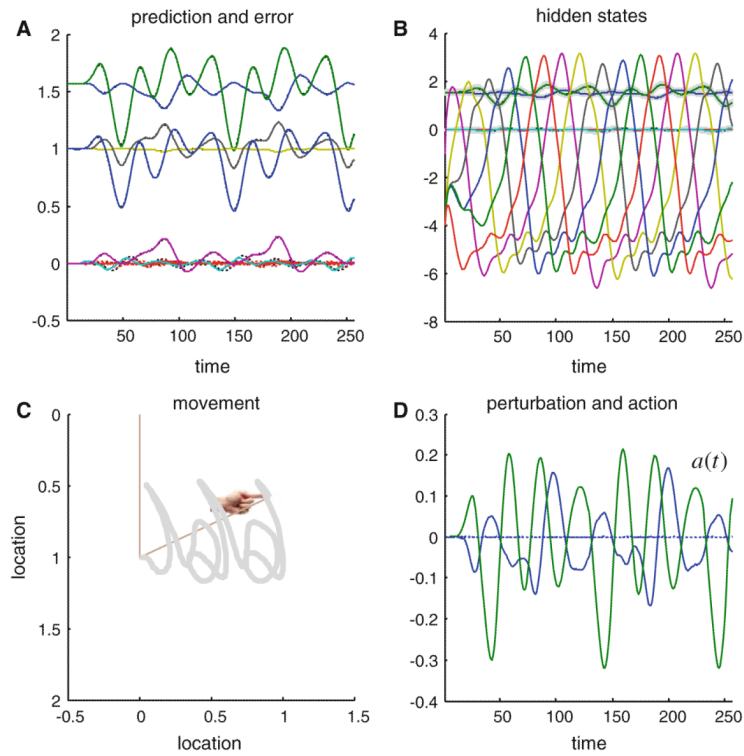 A prediction and error
2
1.5
1
0.5
0
-0.5
50 100 150 200 250
time
B hidden states
4
2
0
-2
-4
-6
-8
50 100 150 200 250
time
C movement
0
0.5
1
1.5
2
location
-0.5 0 0.5 1 1.5
location
D perturbation and action
0.3
0.2
0.1
0
-0.1
-0.2
-0.3
-0.4
a(t)
50 100 150 200 250
time